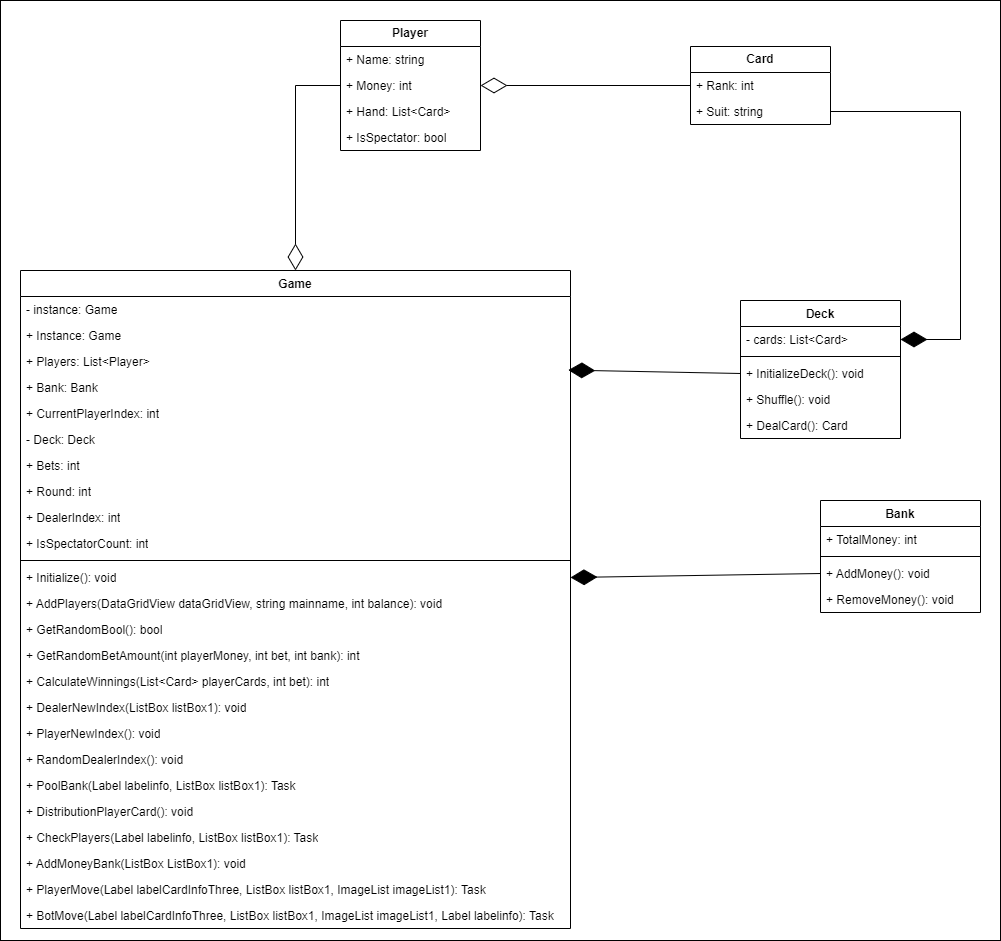 Player
+ Name: string
+ Money: int
+ Hand: List<Card>
+ IsSpectator: bool
Card
+ Rank: int
+ Suit: string
Game
- instance: Game
+ Instance: Game
+ Players: List<Player>
+ Bank: Bank
+ CurrentPlayerIndex: int
- Deck: Deck
+ Bets: int
+ Round: int
+ DealerIndex: int
+ IsSpectatorCount: int
+ Initialize(): void
+ AddPlayers(DataGridView dataGridView, string mainname, int balance): void
+ GetRandomBool(): bool
+ GetRandomBetAmount(int playerMoney, int bet, int bank): int
+ CalculateWinnings(List<Card> playerCards, int bet): int
+ DealerNewIndex(ListBox listBox1): void
+ PlayerNewIndex(): void
+ RandomDealerIndex(): void
+ PoolBank(Label labelinfo, ListBox listBox1): Task
+ DistributionPlayerCard(): void
+ CheckPlayers(Label labelinfo, ListBox listBox1): Task
+ AddMoneyBank(ListBox ListBox1): void
+ PlayerMove(Label labelCardInfoThree, ListBox listBox1, ImageList imageList1): Task
+ BotMove(Label labelCardInfoThree, ListBox listBox1, ImageList imageList1, Label labelinfo): Task
Deck
- cards: List<Card>
+ InitializeDeck(): void
+ Shuffle(): void
+ DealCard(): Card
Bank
+ TotalMoney: int
+ AddMoney(): void
+ RemoveMoney(): void